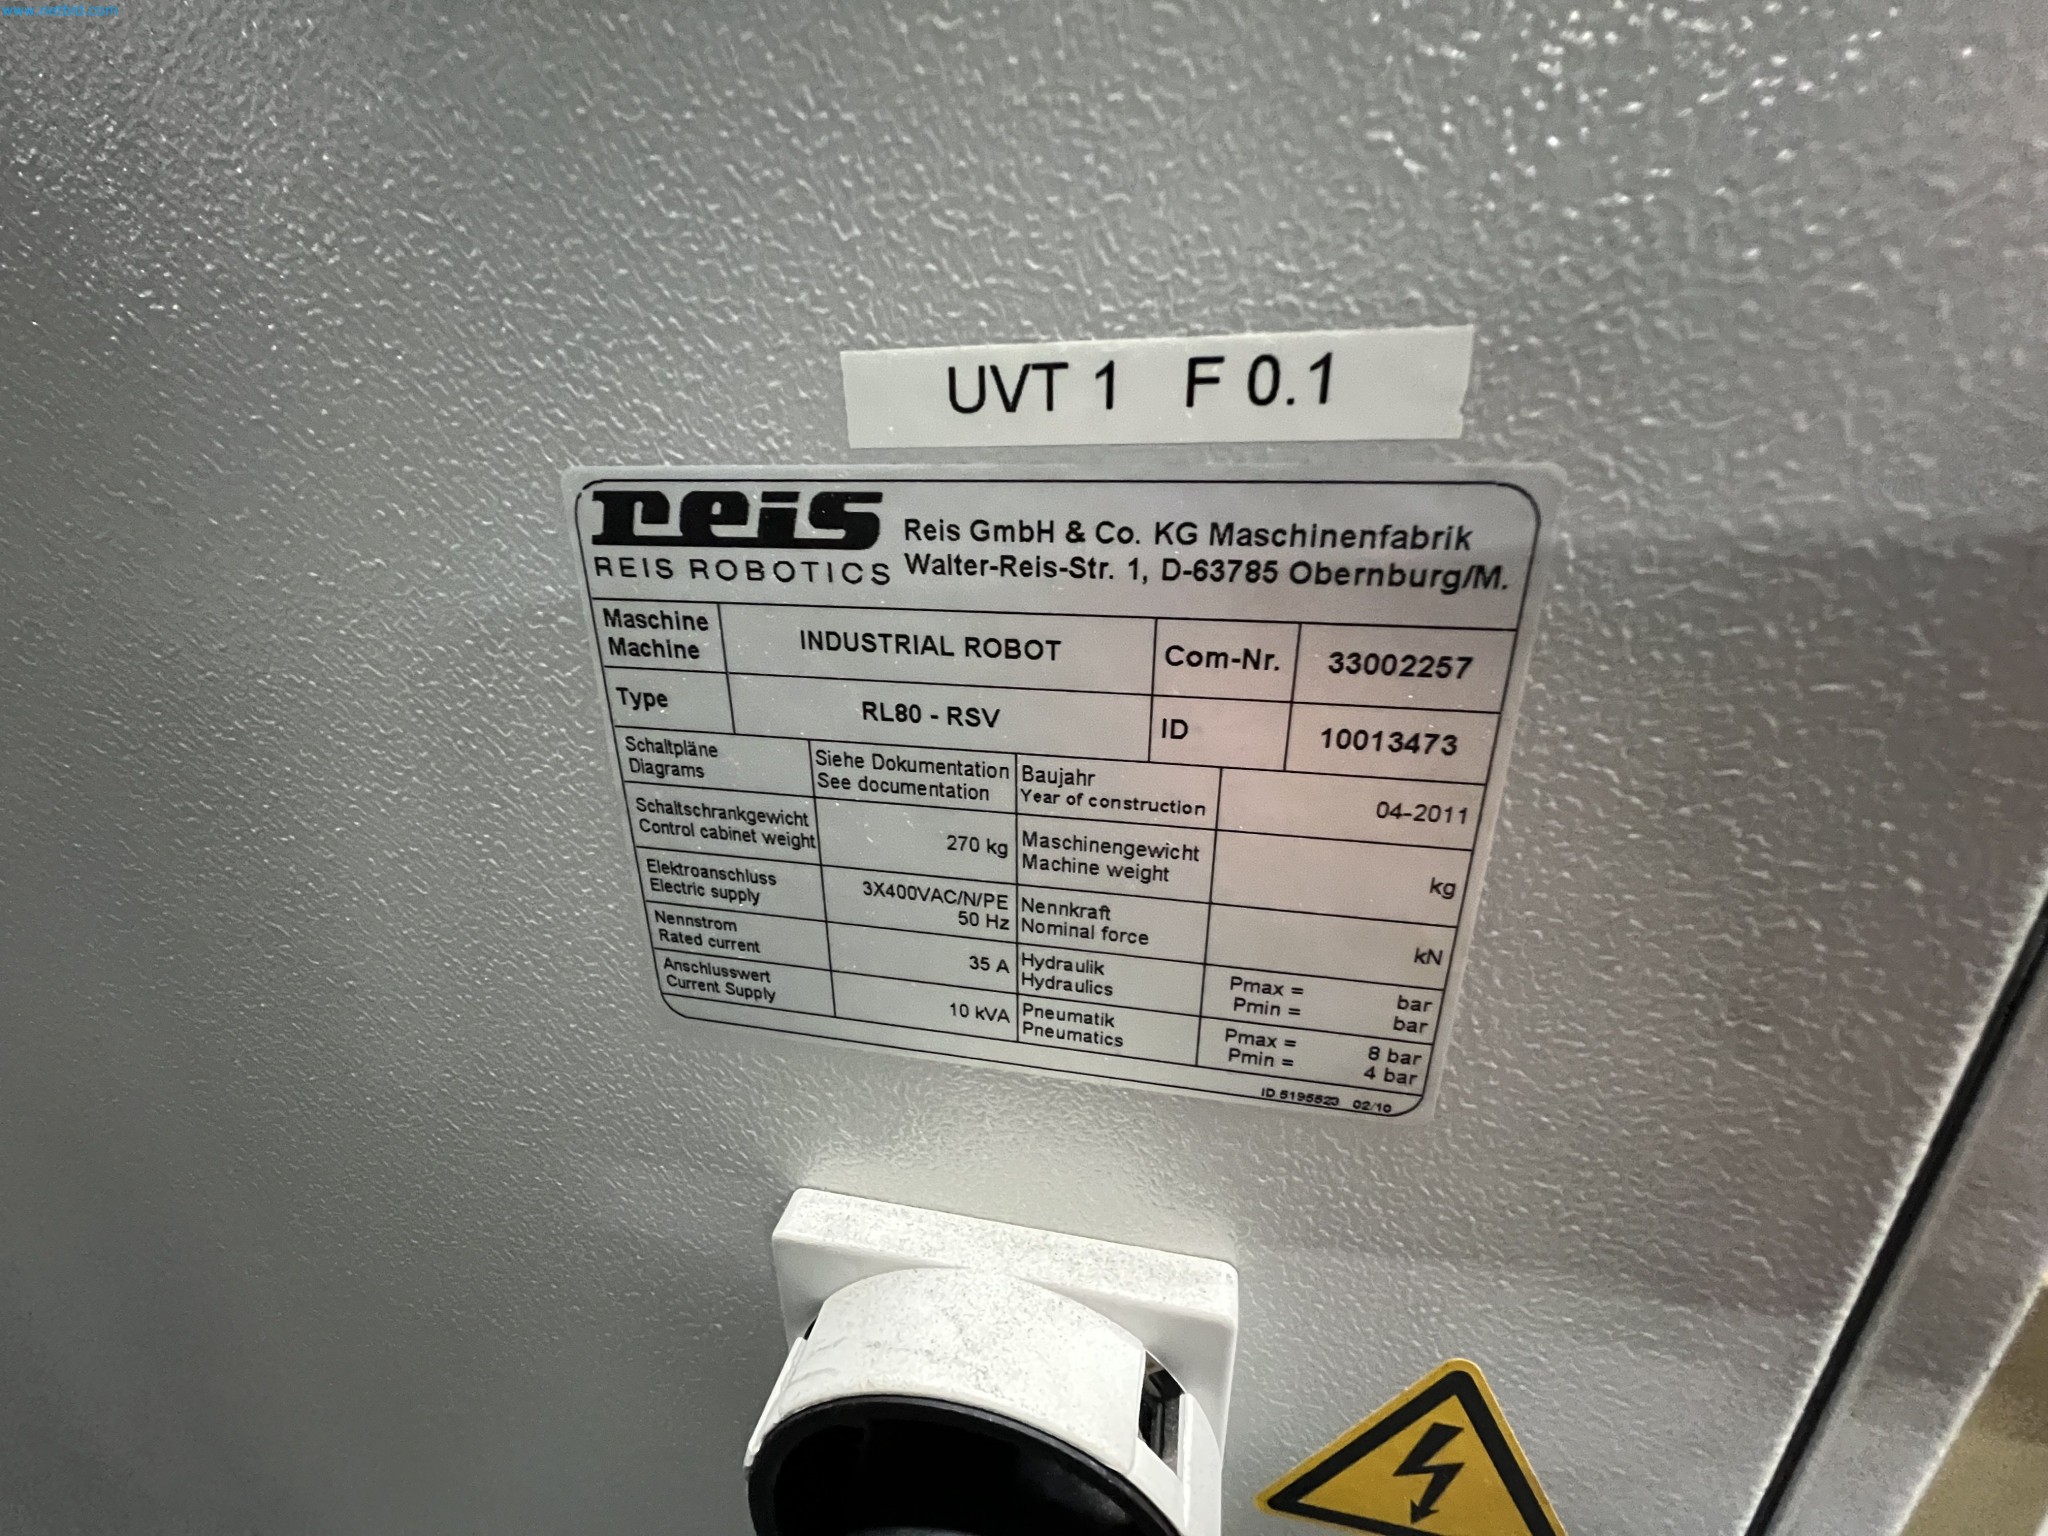 UVT 1 F 0.1
reis
REIS ROBOTICS
Reis GmbH & Co. KG Maschinenfabrik
Walter-Reis-Str. 1, D-63785 Obernburg/M.
Maschine
Machine
INDUSTRIAL ROBOT
Com-Nr.
33002257
Type
RL80 - RSV
ID
10013473
Schaltpläne
Diagrams
Siehe Dokumentation
See documentation
Baujahr
Year of construction
04-2011
Schaltschrankgewicht
Control cabinet weight
270 kg
Maschinengewicht
Machine weight
kg
Elektroanschluss
Electric supply
3X400VAC/N/PE
50 Hz
Nennkraft
Nominal force
kN
Nennstrom
Rated current
35 A
Hydraulik
Hydraulics
Pmax = bar
Pmin = bar
Anschlusswert
Current Supply
10 kVA
Pneumatik
Pneumatics
Pmax = 8 bar
Pmin = 4 bar
ID 5195523 02/10